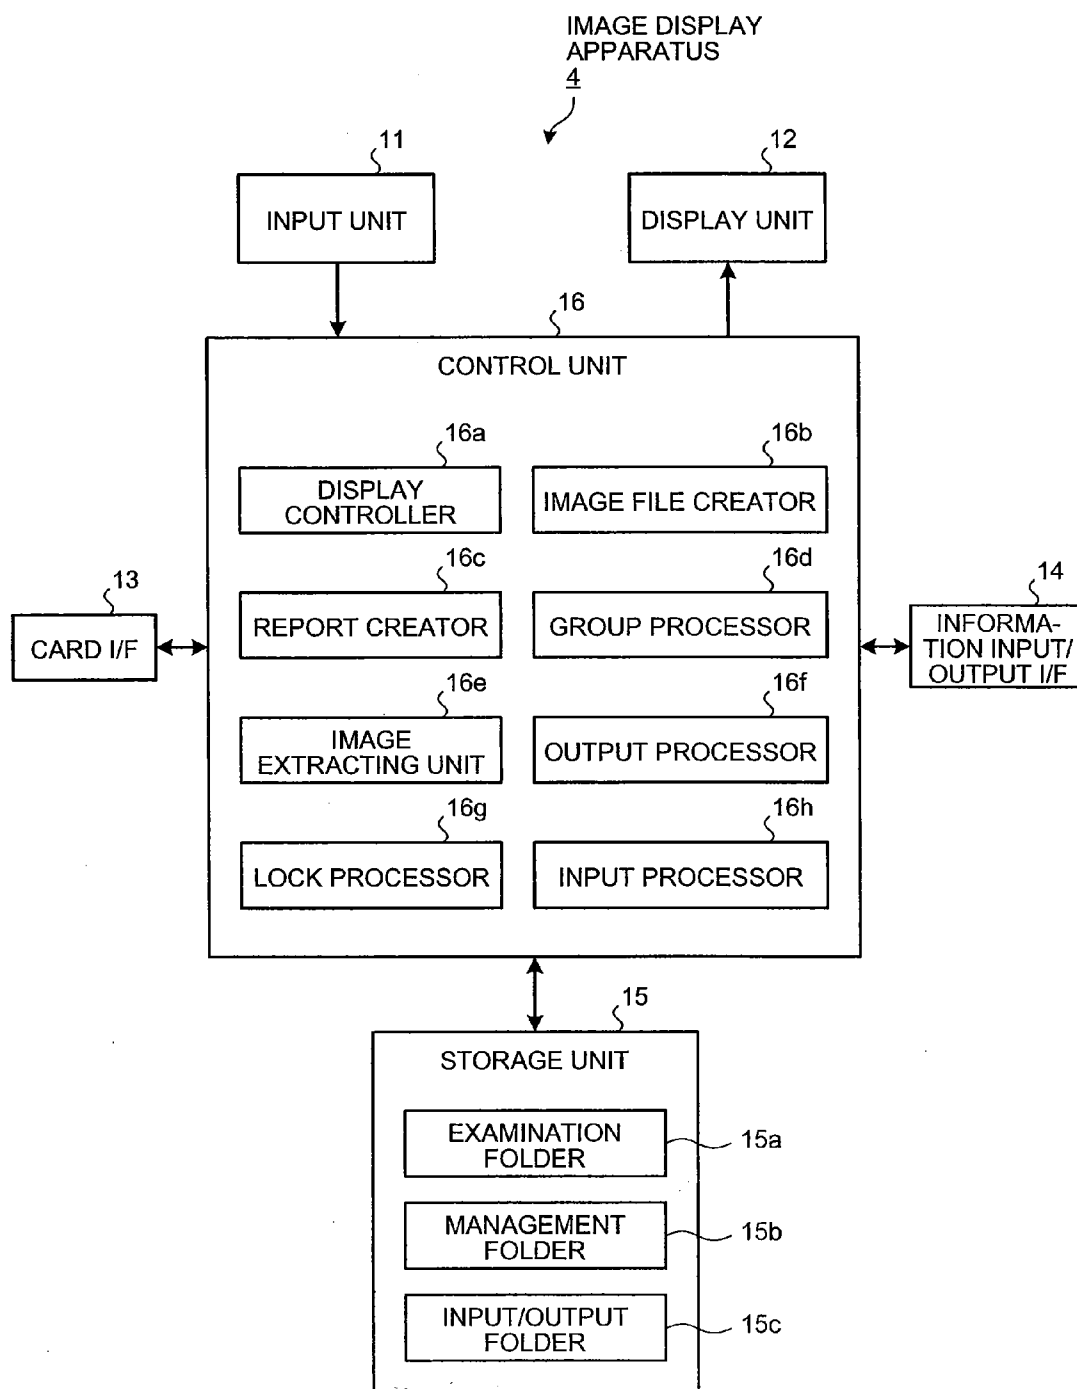 IMAGE DISPLAY
APPARATUS
4
11
12
INPUT UNIT
DISPLAY UNIT
16
CONTROL UNIT
16a
16b
DISPLAY
CONTROLLER
IMAGE FILE CREATOR
16c
16d
REPORT CREATOR
GROUP PROCESSOR
13
CARD I/F
14
INFORMA-
TION INPUT/
OUTPUT I/F
16e
16f
IMAGE
EXTRACTING UNIT
OUTPUT PROCESSOR
16g
16h
LOCK PROCESSOR
INPUT PROCESSOR
15
STORAGE UNIT
EXAMINATION
FOLDER
15a
MANAGEMENT
FOLDER
15b
INPUT/OUTPUT
FOLDER
15c